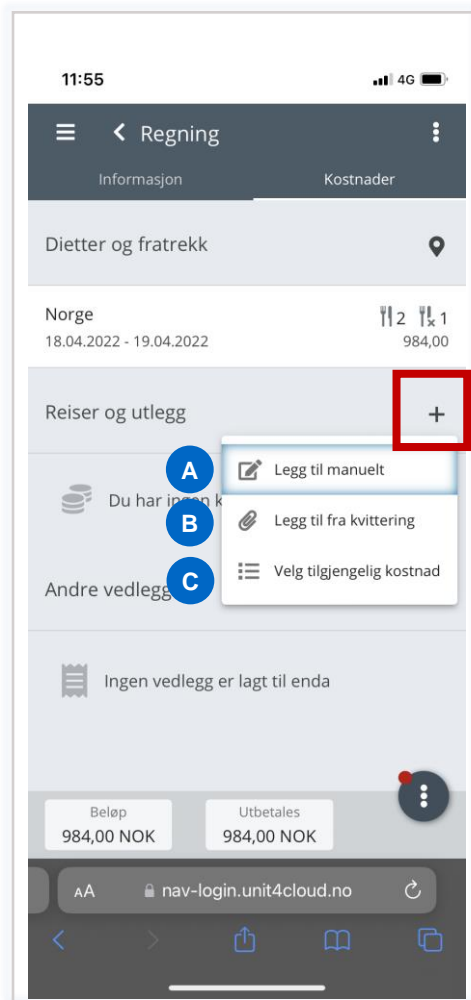 11:55 4G
Regning
Informasjon Kostnader
Dietter og fratrekk
Norge 2 1
18.04.2022 - 19.04.2022 984,00
Reiser og utlegg +
A Legg til manuelt
Du har ingen k
B Legg til fra kvittering
C Velg tilgjengelig kostnad
Andre vedlegg
Ingen vedlegg er lagt til enda
Beløp Utbetales
984,00 NOK 984,00 NOK
AA nav-login.unit4cloud.no